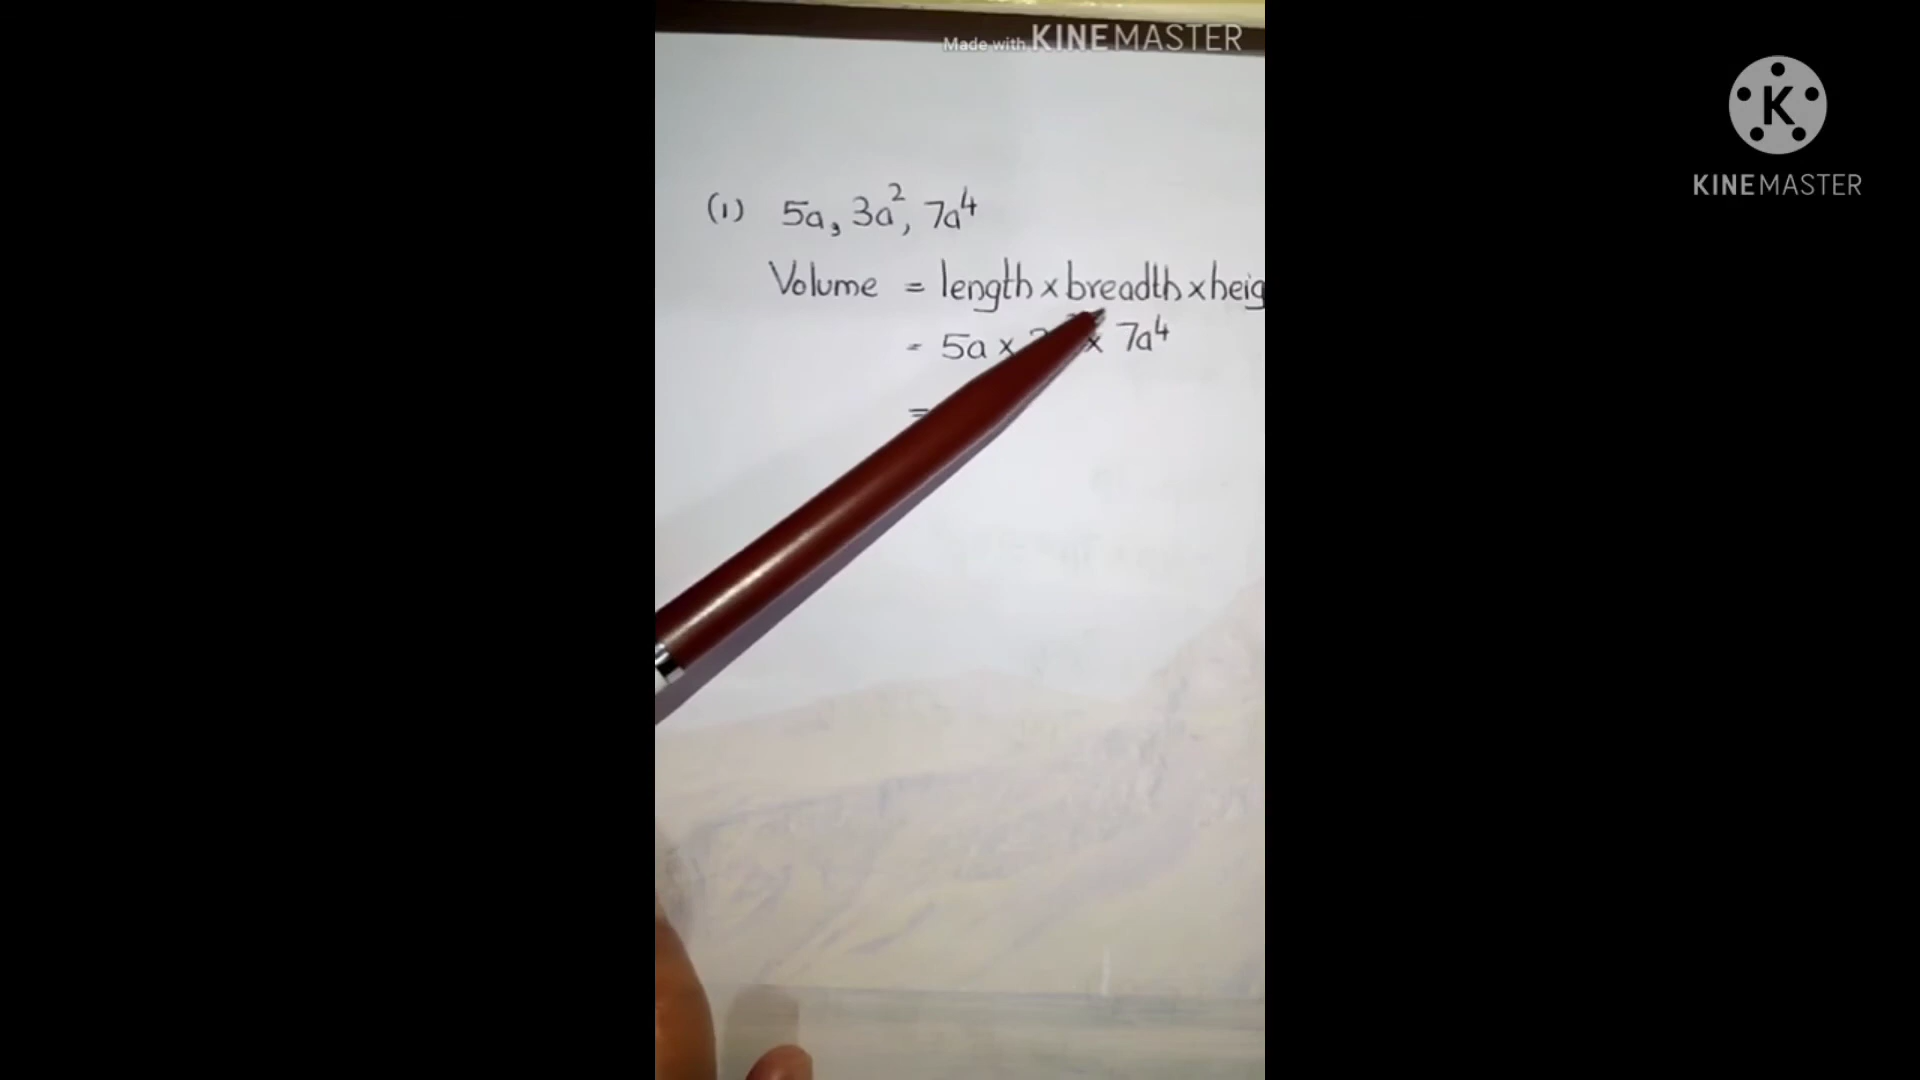 Made with KINEMASTER
KINEMASTER
(1) 5a, 3a², 7a⁴
Volume = length x breadth x heig
= 5a x x 7a⁴
=